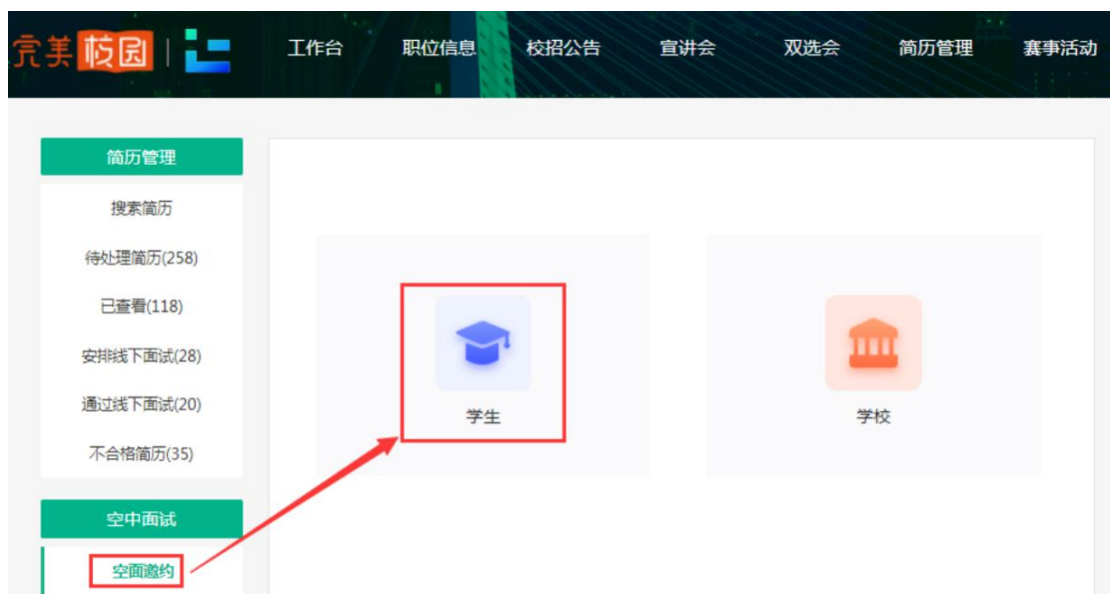 完美校园
工作台 职位信息 校招公告 宣讲会 双选会 简历管理 赛事活动
简历管理
搜索简历
待处理简历(258)
已查看(118)
安排线下面试(28)
通过线下面试(20)
不合格简历(35)
学生
学校
空中面试
空面邀约